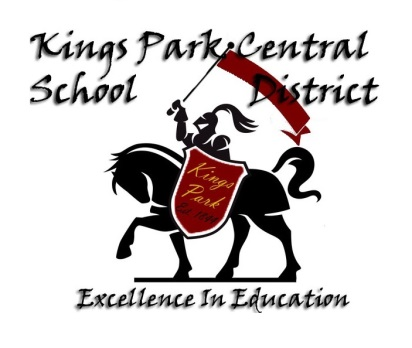 Kings Park Central
School District
Kings
Park
Excellence In Education